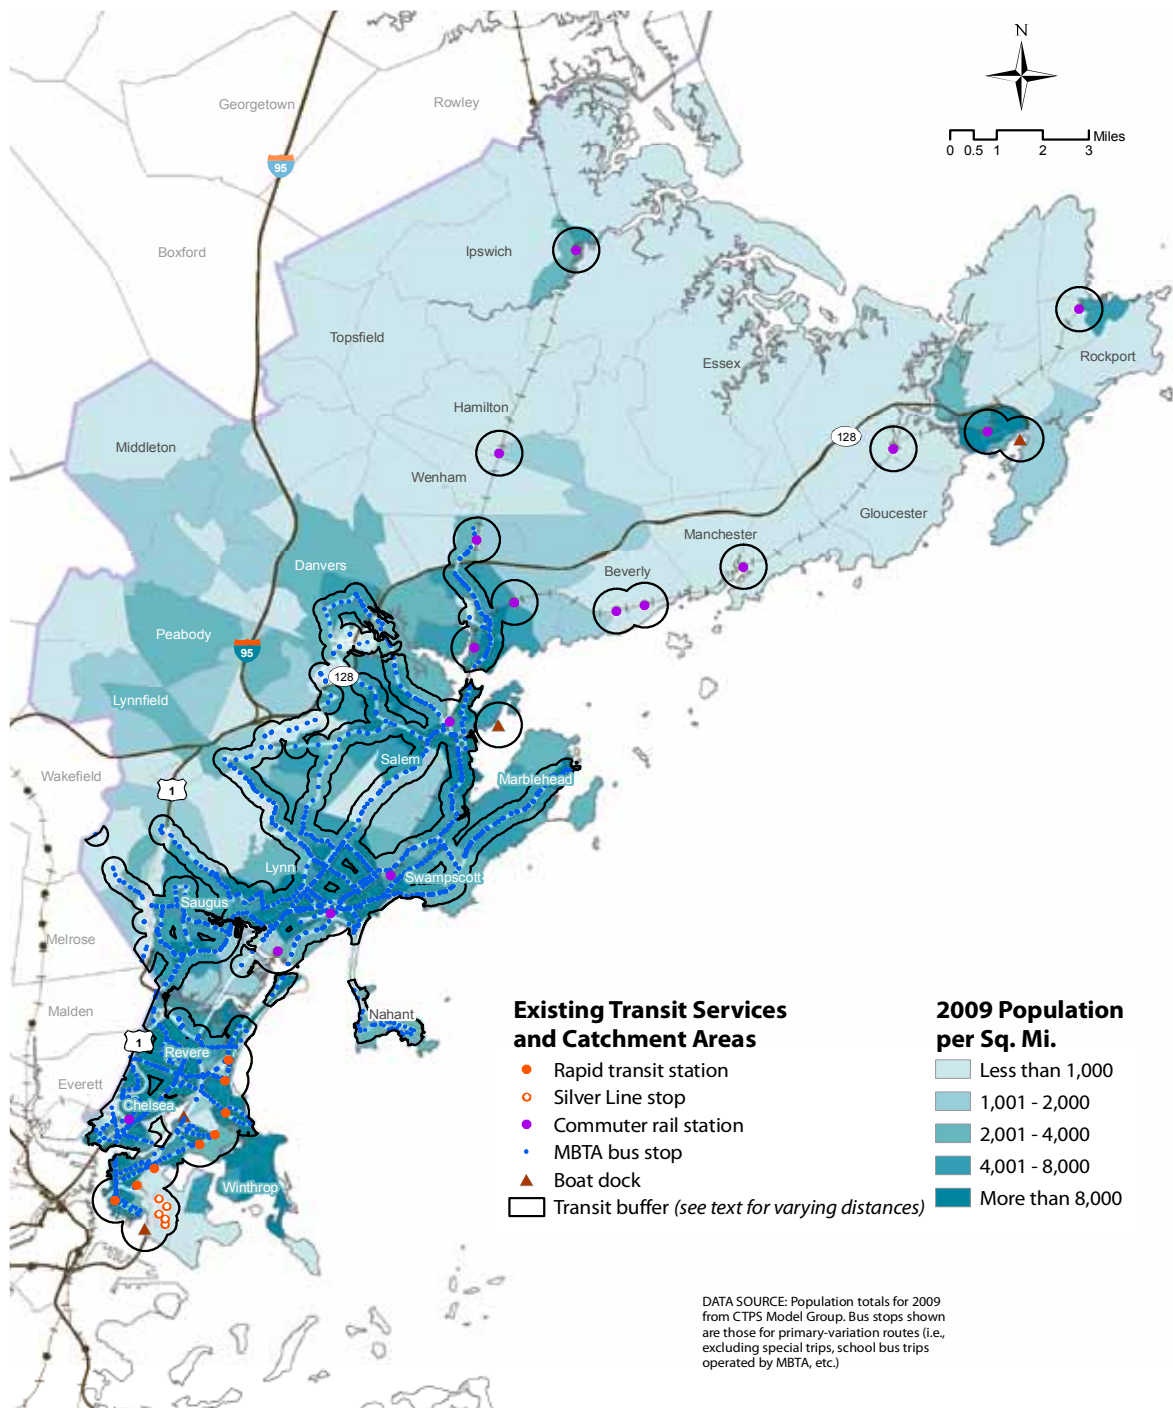 N
Georgetown
Rowley
Miles
0 0.5 1 2 3
95
Boxford
Ipswich
Topsfield
Essex
Rockport
Hamilton
Middleton
128
Wenham
Gloucester
Manchester
Danvers
Beverly
Peabody
95
128
Lynnfield
Salem
Wakefield
Marblehead
1
Lynn
Swampscott
Saugus
Melrose
Malden
Nahant
1
Revere
Everett
Chelsea
Winthrop
Existing Transit Services
and Catchment Areas
Rapid transit station
Silver Line stop
Commuter rail station
MBTA bus stop
Boat dock
Transit buffer (see text for varying distances)
2009 Population
per Sq. Mi.
Less than 1,000
1,001 - 2,000
2,001 - 4,000
4,001 - 8,000
More than 8,000
DATA SOURCE: Population totals for 2009
from CTPS Model Group. Bus stops shown
are those for primary-variation routes (i.e.,
excluding special trips, school bus trips
operated by MBTA, etc.)